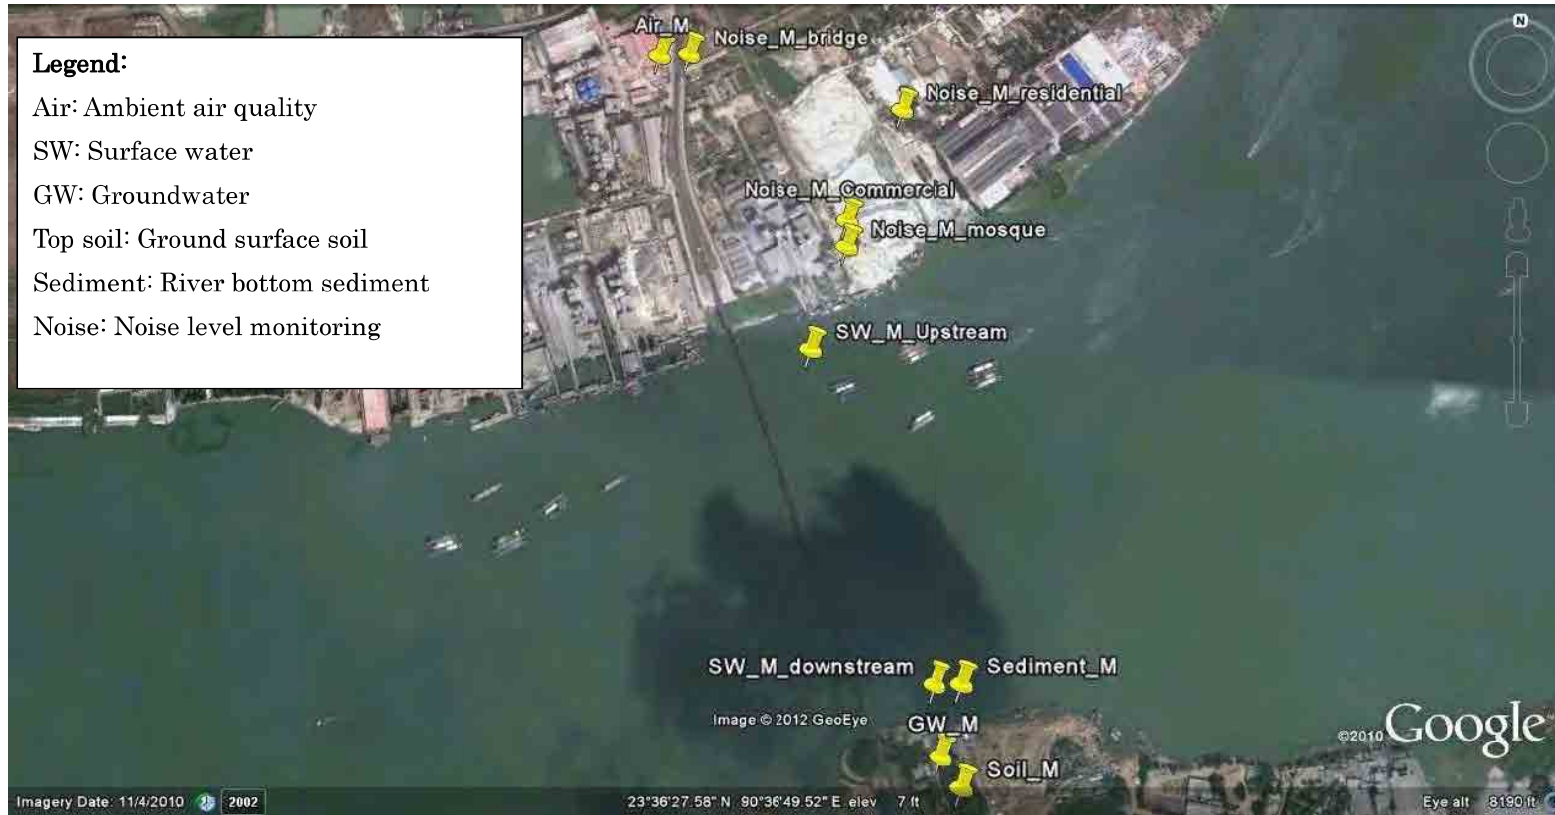 Legend:
Air: Ambient air quality
SW: Surface water
GW: Groundwater
Top soil: Ground surface soil
Sediment: River bottom sediment
Noise: Noise level monitoring
Air_M
Noise_M_bridge
Noise_M_residential
Noise_M_Commercial
Noise_M_mosque
SW_M_Upstream
SW_M_downstream
Sediment_M
GW_M
Soil_M
N
Image © 2012 GeoEye
©2010 Google
Imagery Date: 11/4/2010 2002
23°36'27.58" N 90°36'49.52" E elev 7 ft
Eye alt 8190 ft